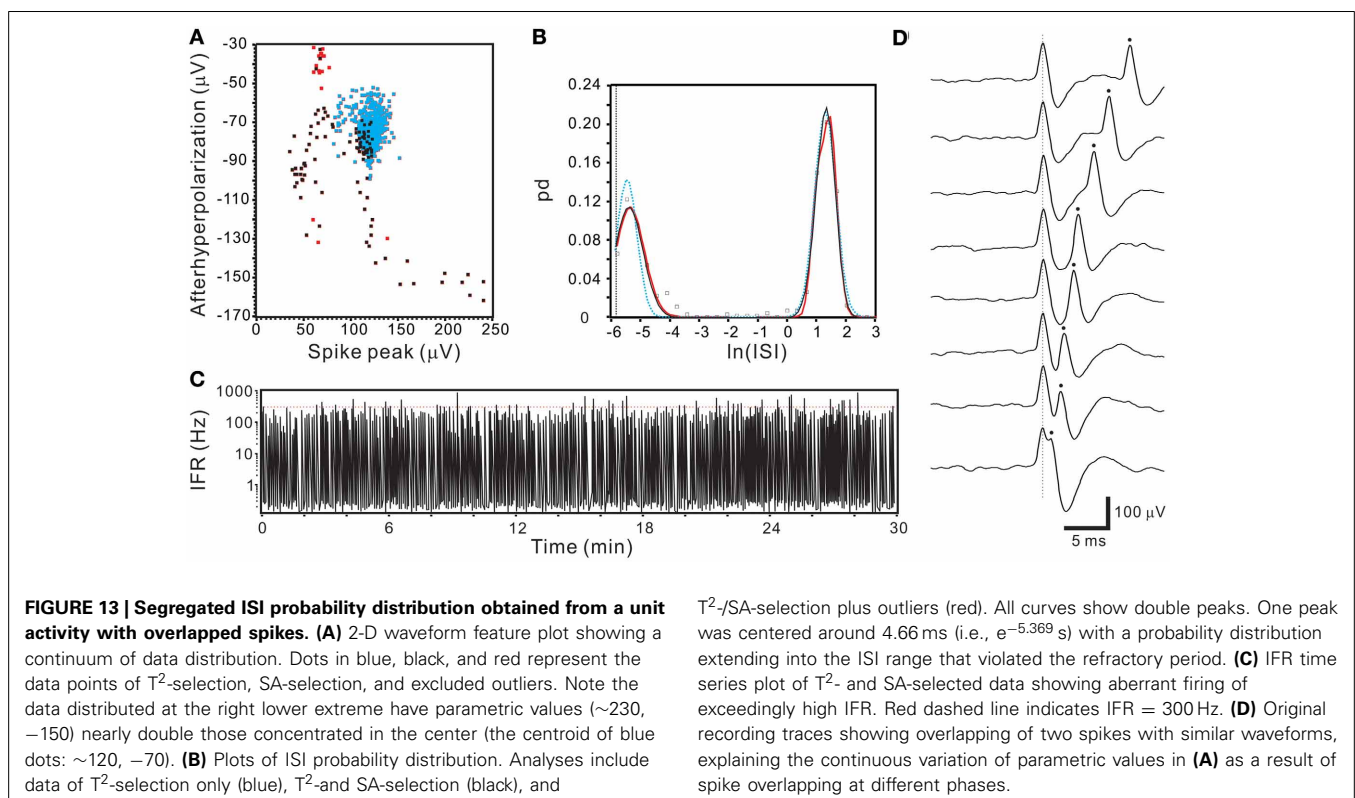 A
-30
-50
-70
-90
-110
-130
-150
-170
Afterhyperpolarization (μV)
0 50 100 150 200 250
Spike peak (μV)
B
0.24
0.20
0.16
0.12
0.08
0.04
0
pd
-6 -5 -4 -3 -2 -1 0 1 2 3
ln(ISI)
C
1000
100
10
1
IFR (Hz)
0 6 12 18 24 30
Time (min)
D
100 μV
5 ms
FIGURE 13 | Segregated ISI probability distribution obtained from a unit
activity with overlapped spikes. (A) 2-D waveform feature plot showing a
continuum of data distribution. Dots in blue, black, and red represent the
data points of T²-selection, SA-selection, and excluded outliers. Note the
data distributed at the right lower extreme have parametric values (∼230,
−150) nearly double those concentrated in the center (the centroid of blue
dots: ∼120, −70). (B) Plots of ISI probability distribution. Analyses include
data of T²-selection only (blue), T²-and SA-selection (black), and
T²-/SA-selection plus outliers (red). All curves show double peaks. One peak
was centered around 4.66 ms (i.e., e⁻⁵·³⁶⁹ s) with a probability distribution
extending into the ISI range that violated the refractory period. (C) IFR time
series plot of T²- and SA-selected data showing aberrant firing of
exceedingly high IFR. Red dashed line indicates IFR = 300 Hz. (D) Original
recording traces showing overlapping of two spikes with similar waveforms,
explaining the continuous variation of parametric values in (A) as a result of
spike overlapping at different phases.